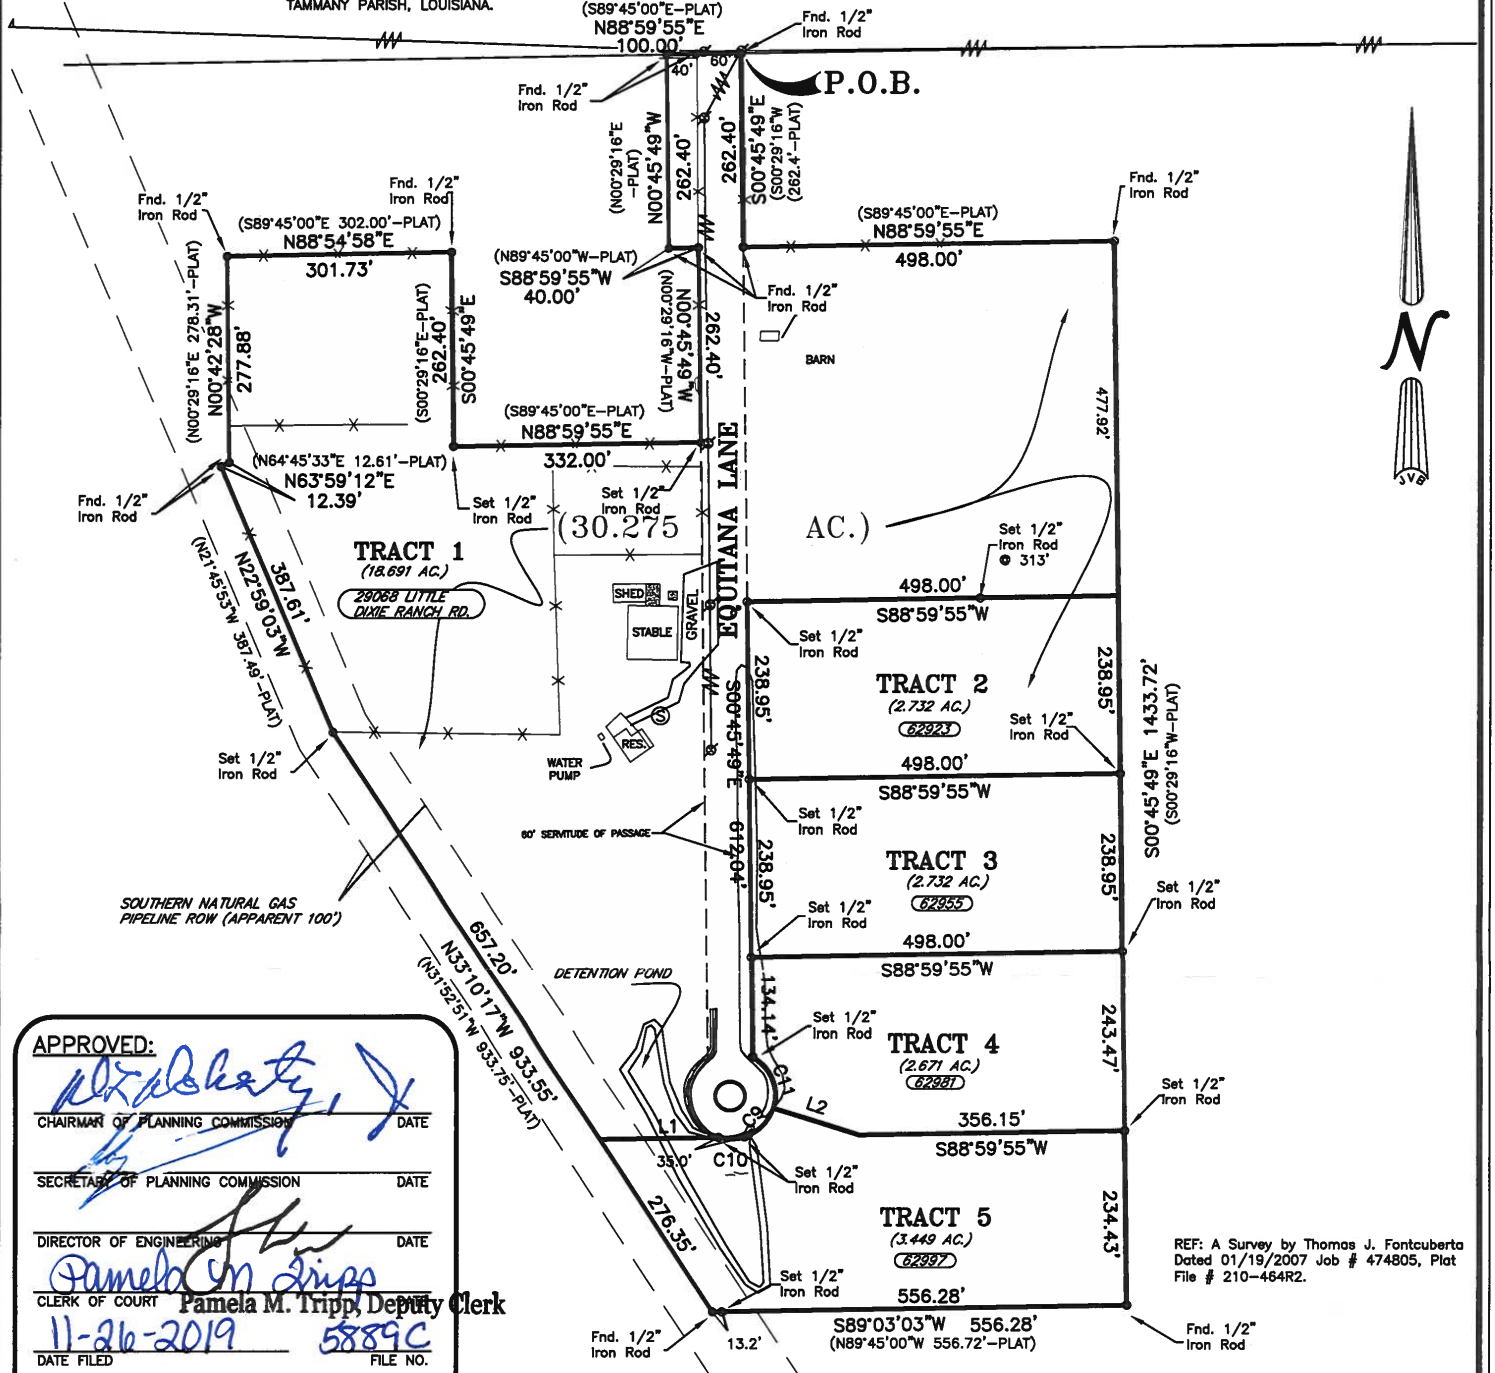 TAMMANY PARISH, LOUISIANA.
(S89°45'00"E-PLAT)
N88°59'55"E
100.00'
40'
60'
Fnd. 1/2"
Iron Rod
P.O.B.
Fnd. 1/2"
Iron Rod
(N00°29'16"E
-PLAT)
N00°45'49"W
262.40'
262.40'
S00°45'49"E
(S00°29'16"W
(262.4'-PLAT)
Fnd. 1/2"
Iron Rod
Fnd. 1/2"
Iron Rod
Fnd. 1/2"
Iron Rod
(S89°45'00"E 302.00'-PLAT)
N88°54'58"E
301.73'
(S89°45'00"E-PLAT)
N88°59'55"E
498.00'
(N89°45'00"W-PLAT)
S88°59'55"W
40.00'
Fnd. 1/2"
Iron Rod
(N00°29'16"E 278.31'-PLAT)
N00°42'28"W
277.88'
(S00°29'16"E-PLAT)
262.40'
S00°45'49"E
(N00°29'16"W-PLAT)
N00°45'49"W
262.40'
BARN
N
JVB
477.92'
(S89°45'00"E-PLAT)
N88°59'55"E
332.00'
(N64°45'33"E 12.61'-PLAT)
N63°59'12"E
12.39'
Fnd. 1/2"
Iron Rod
Set 1/2"
Iron Rod
Set 1/2"
Iron Rod
EQUITANA LANE
(30.275 AC.)
Set 1/2"
Iron Rod
@ 313'
TRACT 1
(18.691 AC.)
29068 LITTLE
DIXIE RANCH RD.
387.61'
N22°59'03"W
(N21°45'53"W 387.49'-PLAT)
SHED
STABLE
GRAVEL
498.00'
S88°59'55"W
Set 1/2"
Iron Rod
238.95'
TRACT 2
(2.732 AC.)
62923
238.95'
S00°45'49"E 1433.72'
(S00°29'16"W-PLAT)
Set 1/2"
Iron Rod
S
RES.
WATER
PUMP
Set 1/2"
Iron Rod
S00°45'49"E 612.04'
498.00'
S88°59'55"W
Set 1/2"
Iron Rod
60' SERVITUDE OF PASSAGE
238.95'
TRACT 3
(2.732 AC.)
62955
238.95'
Set 1/2"
Iron Rod
SOUTHERN NATURAL GAS
PIPELINE ROW (APPARENT 100')
Set 1/2"
Iron Rod
498.00'
S88°59'55"W
657.20'
N33°10'17"W 933.55'
(N31°52'51"W 933.75'-PLAT)
DETENTION POND
134.14'
Set 1/2"
Iron Rod
TRACT 4
(2.671 AC.)
62981
243.47'
Set 1/2"
Iron Rod
C11
L2
C9
L1
35.0'
C10
356.15'
S88°59'55"W
Set 1/2"
Iron Rod
276.35'
TRACT 5
(3.449 AC.)
62997
234.43'
REF: A Survey by Thomas J. Fontcuberta
Dated 01/19/2007 Job # 474805, Plat
File # 210-464R2.
Set 1/2"
Iron Rod
556.28'
S89°03'03"W 556.28'
(N89°45'00"W 556.72'-PLAT)
13.2'
Fnd. 1/2"
Iron Rod
Fnd. 1/2"
Iron Rod
APPROVED:
CHAIRMAN OF PLANNING COMMISSION DATE
SECRETARY OF PLANNING COMMISSION DATE
DIRECTOR OF ENGINEERING DATE
Pamela M Tripp
CLERK OF COURT DATE
Pamela M. Tripp, Deputy Clerk
11-26-2019 5889C
DATE FILED FILE NO.